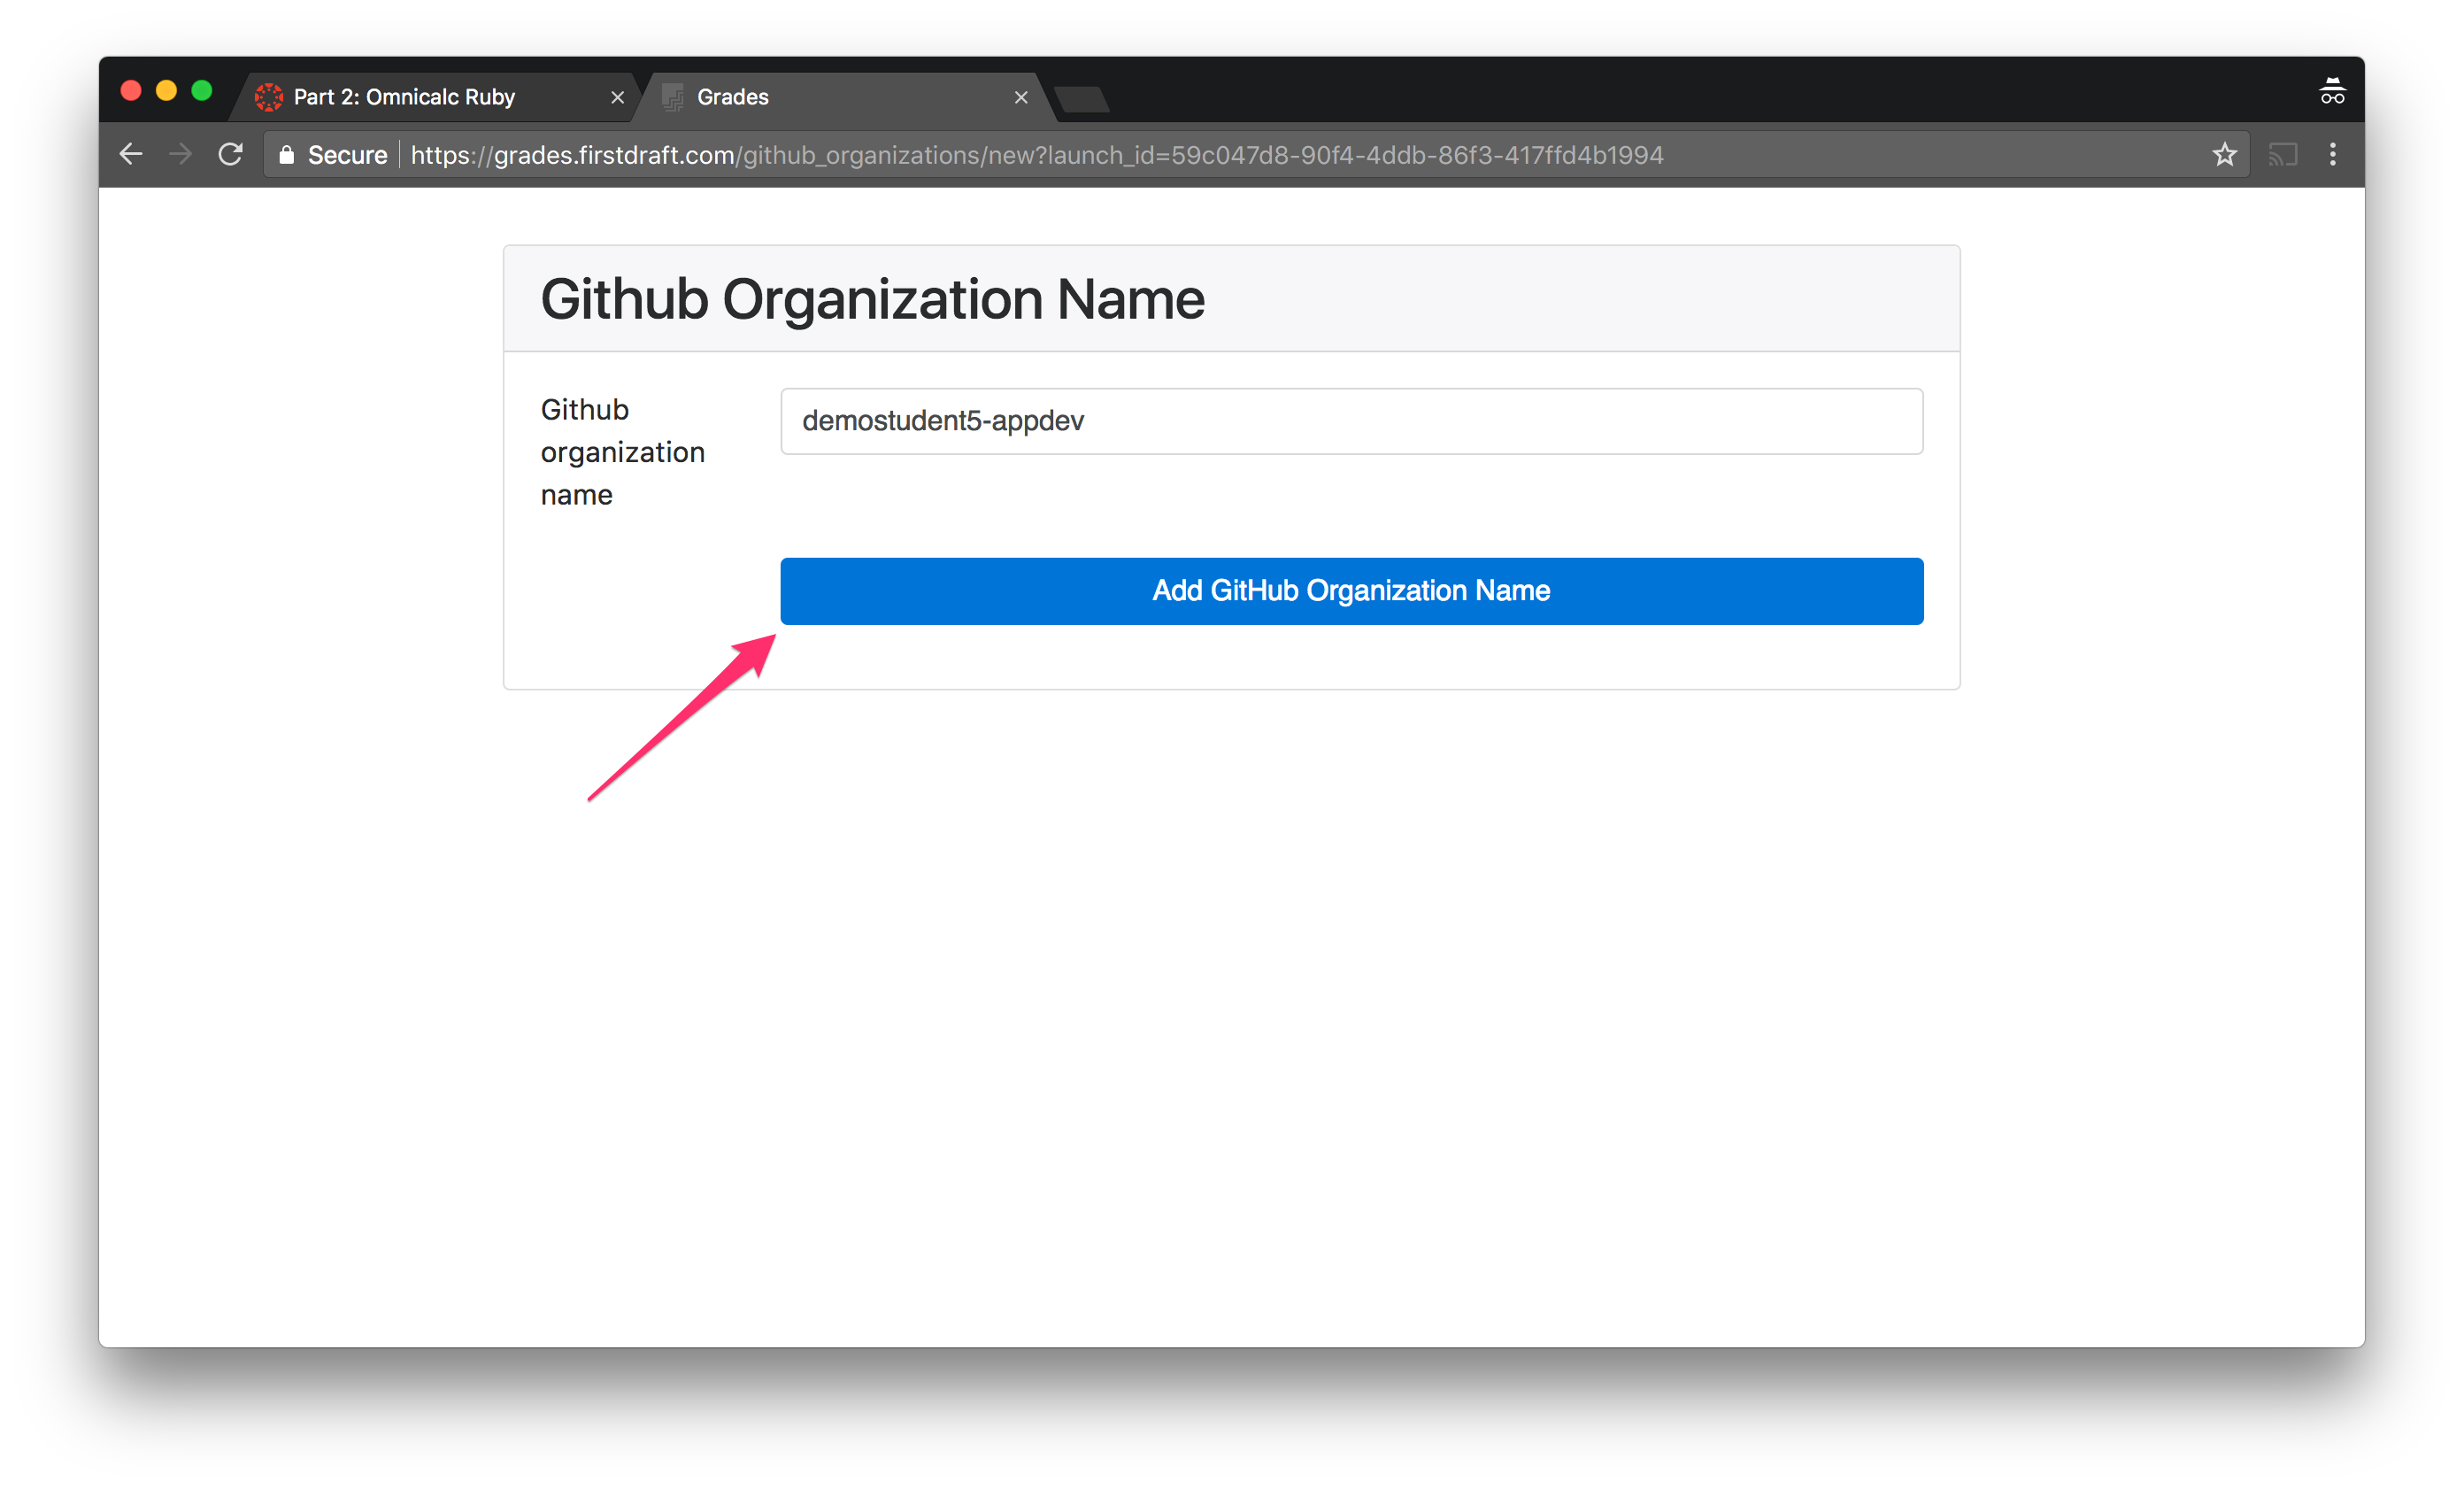 Part 2: Omnicalc Ruby
Grades
Secure
https://grades.firstdraft.com/github_organizations/new?launch_id=59c047d8-90f4-4ddb-86f3-417ffd4b1994
Github Organization Name
Github
organization
name
demostudent5-appdev
Add GitHub Organization Name